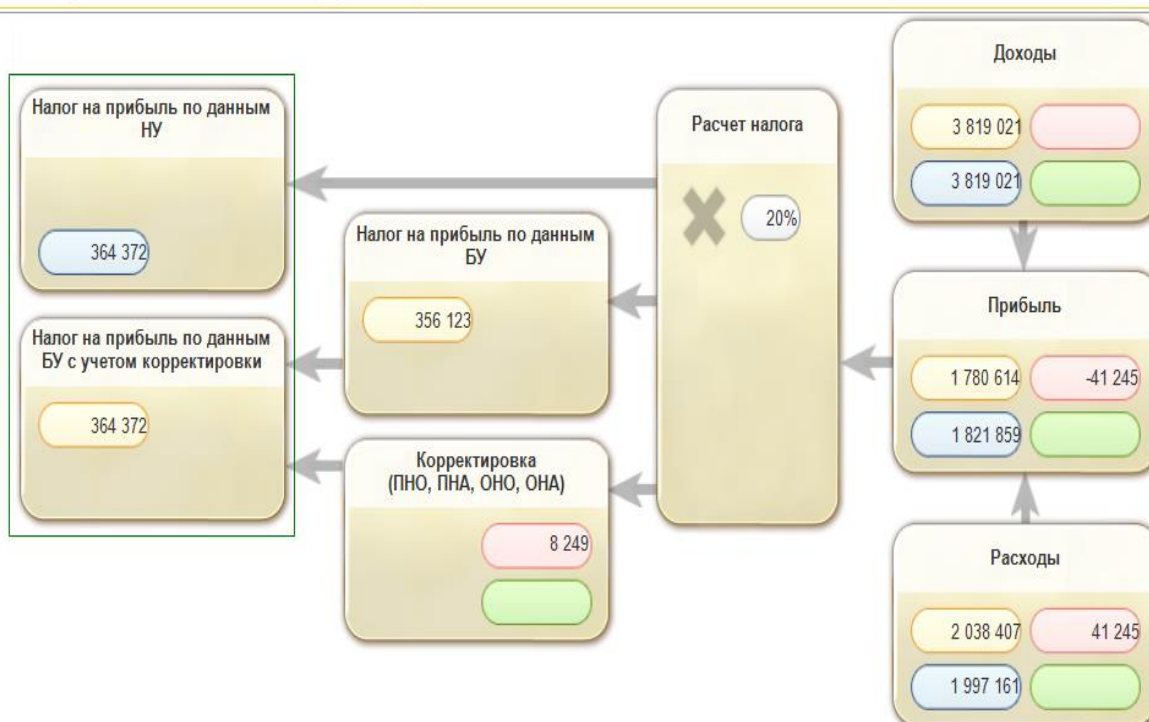 Налог на прибыль по данным
НУ
364 372
Налог на прибыль по данным
БУ с учетом корректировки
364 372
Налог на прибыль по данным
БУ
356 123
Корректировка
(ПНО, ПНА, ОНО, ОНА)
8 249
Расчет налога
20%
Доходы
3 819 021
3 819 021
Прибыль
1 780 614 -41 245
1 821 859
Расходы
2 038 407 41 245
1 997 161